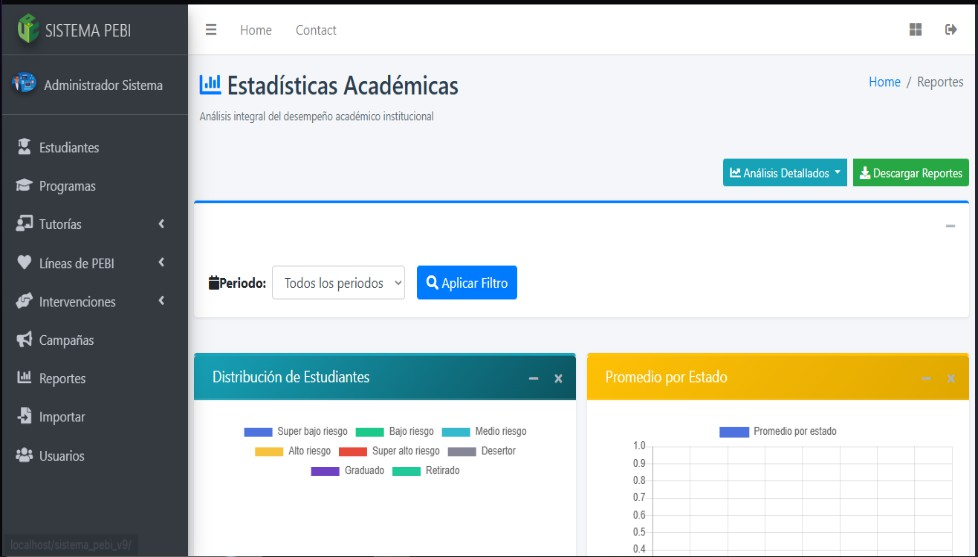 SISTEMA PEBI
Home Contact
Administrador Sistema
Estadísticas Académicas
Home / Reportes
Análisis integral del desempeño académico institucional
Estudiantes
Programas
Tutorías
Líneas de PEBI
Intervenciones
Campañas
Reportes
Importar
Usuarios
Análisis Detallados
Descargar Reportes
Periodo: Todos los periodos Aplicar Filtro
Distribución de Estudiantes
Super bajo riesgo Bajo riesgo Medio riesgo
Alto riesgo Super alto riesgo Desertor
Graduado Retirado
Promedio por Estado
Promedio por estado
1.0
0.9
0.8
0.7
0.6
0.5
0.4
localhost/sistema_pebi_v9/